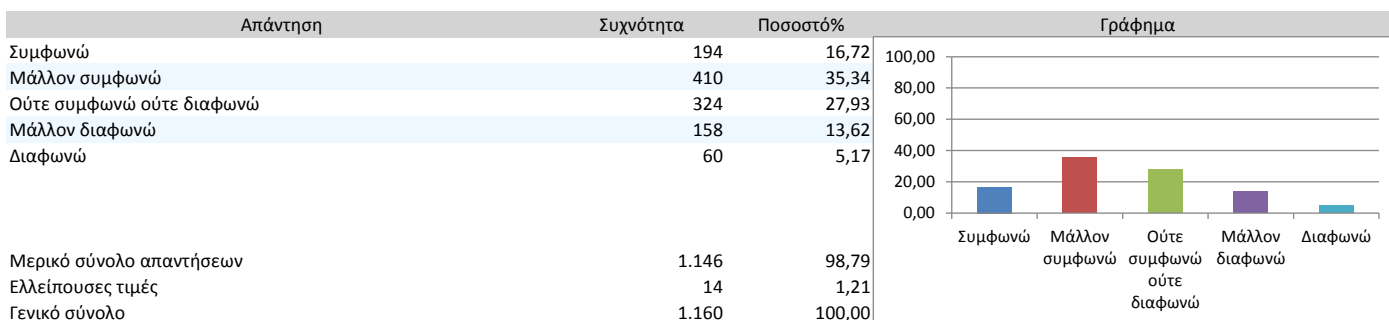 Απάντηση Συχνότητα Ποσοστό% Γράφημα
Συμφωνώ 194 16,72
Μάλλον συμφωνώ 410 35,34
Ούτε συμφωνώ ούτε διαφωνώ 324 27,93
Μάλλον διαφωνώ 158 13,62
Διαφωνώ 60 5,17
Μερικό σύνολο απαντήσεων 1.146 98,79
Ελλείπουσες τιμές 14 1,21
Γενικό σύνολο 1.160 100,00
100,00
80,00
60,00
40,00
20,00
0,00
Συμφωνώ Μάλλον Ούτε Μάλλον Διαφωνώ
συμφωνώ συμφωνώ διαφωνώ
ούτε
διαφωνώ